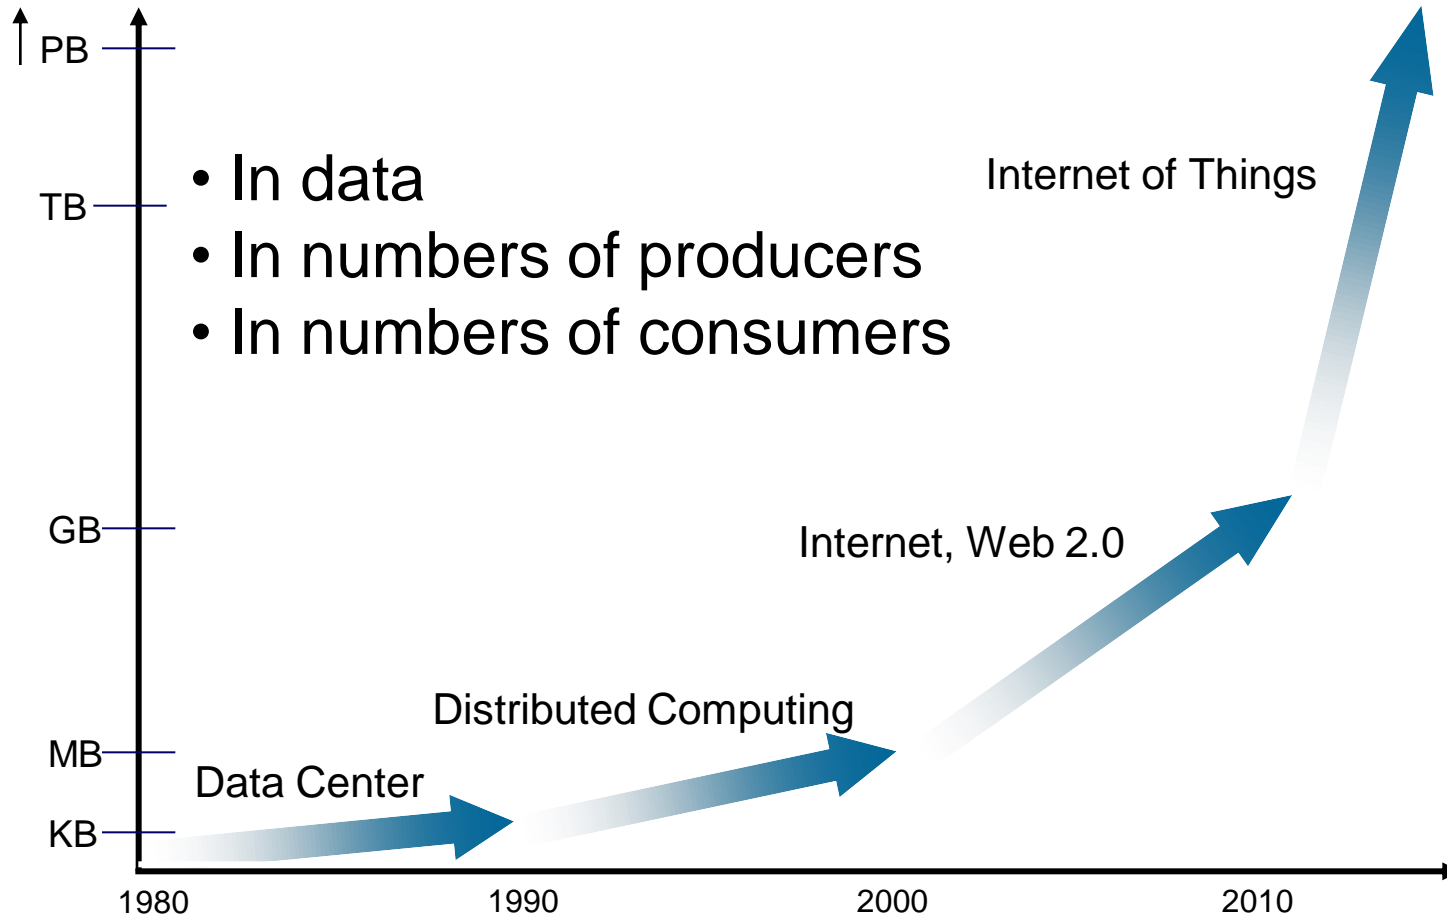 PB
TB
GB
MB
KB
• In data
• In numbers of producers
• In numbers of consumers
Internet of Things
Internet, Web 2.0
Distributed Computing
Data Center
1980
1990
2000
2010